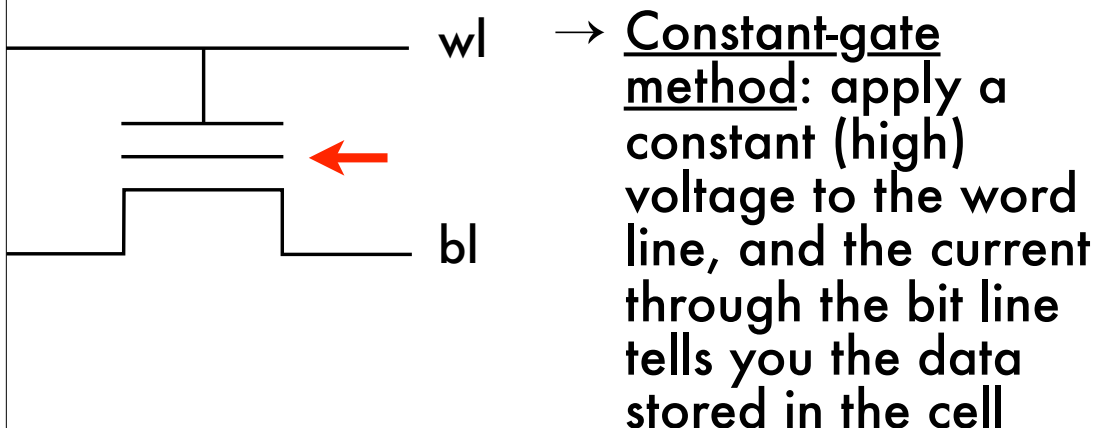 wl
bl
→ Constant-gate
method: apply a
constant (high)
voltage to the word
line, and the current
through the bit line
tells you the data
stored in the cell